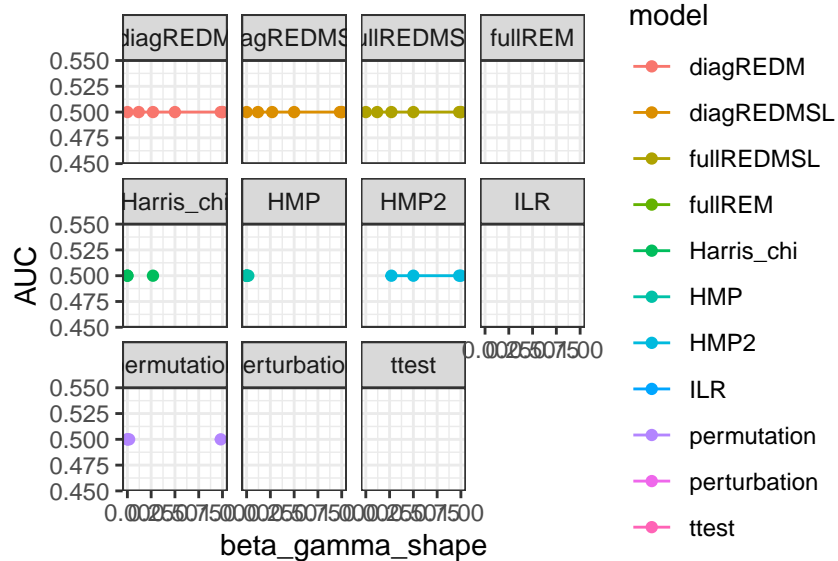 diagREDM agREDMS ullREDMS fullREM
0.550
0.525
0.500
0.475
0.450
Harris_chi HMP HMP2 ILR
0.550
0.525
0.500
0.475
0.450
ermutation erturbation ttest
0.550
0.525
0.500
0.475
0.450
AUC
beta_gamma_shape
model
diagREDM
diagREDMSL
fullREDMSL
fullREM
Harris_chi
HMP
HMP2
ILR
permutation
perturbation
ttest